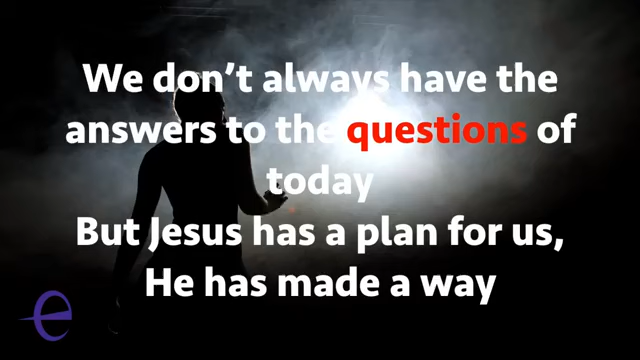 We don’t always have the
answers to the questions of
today
But Jesus has a plan for us,
He has made a way
e